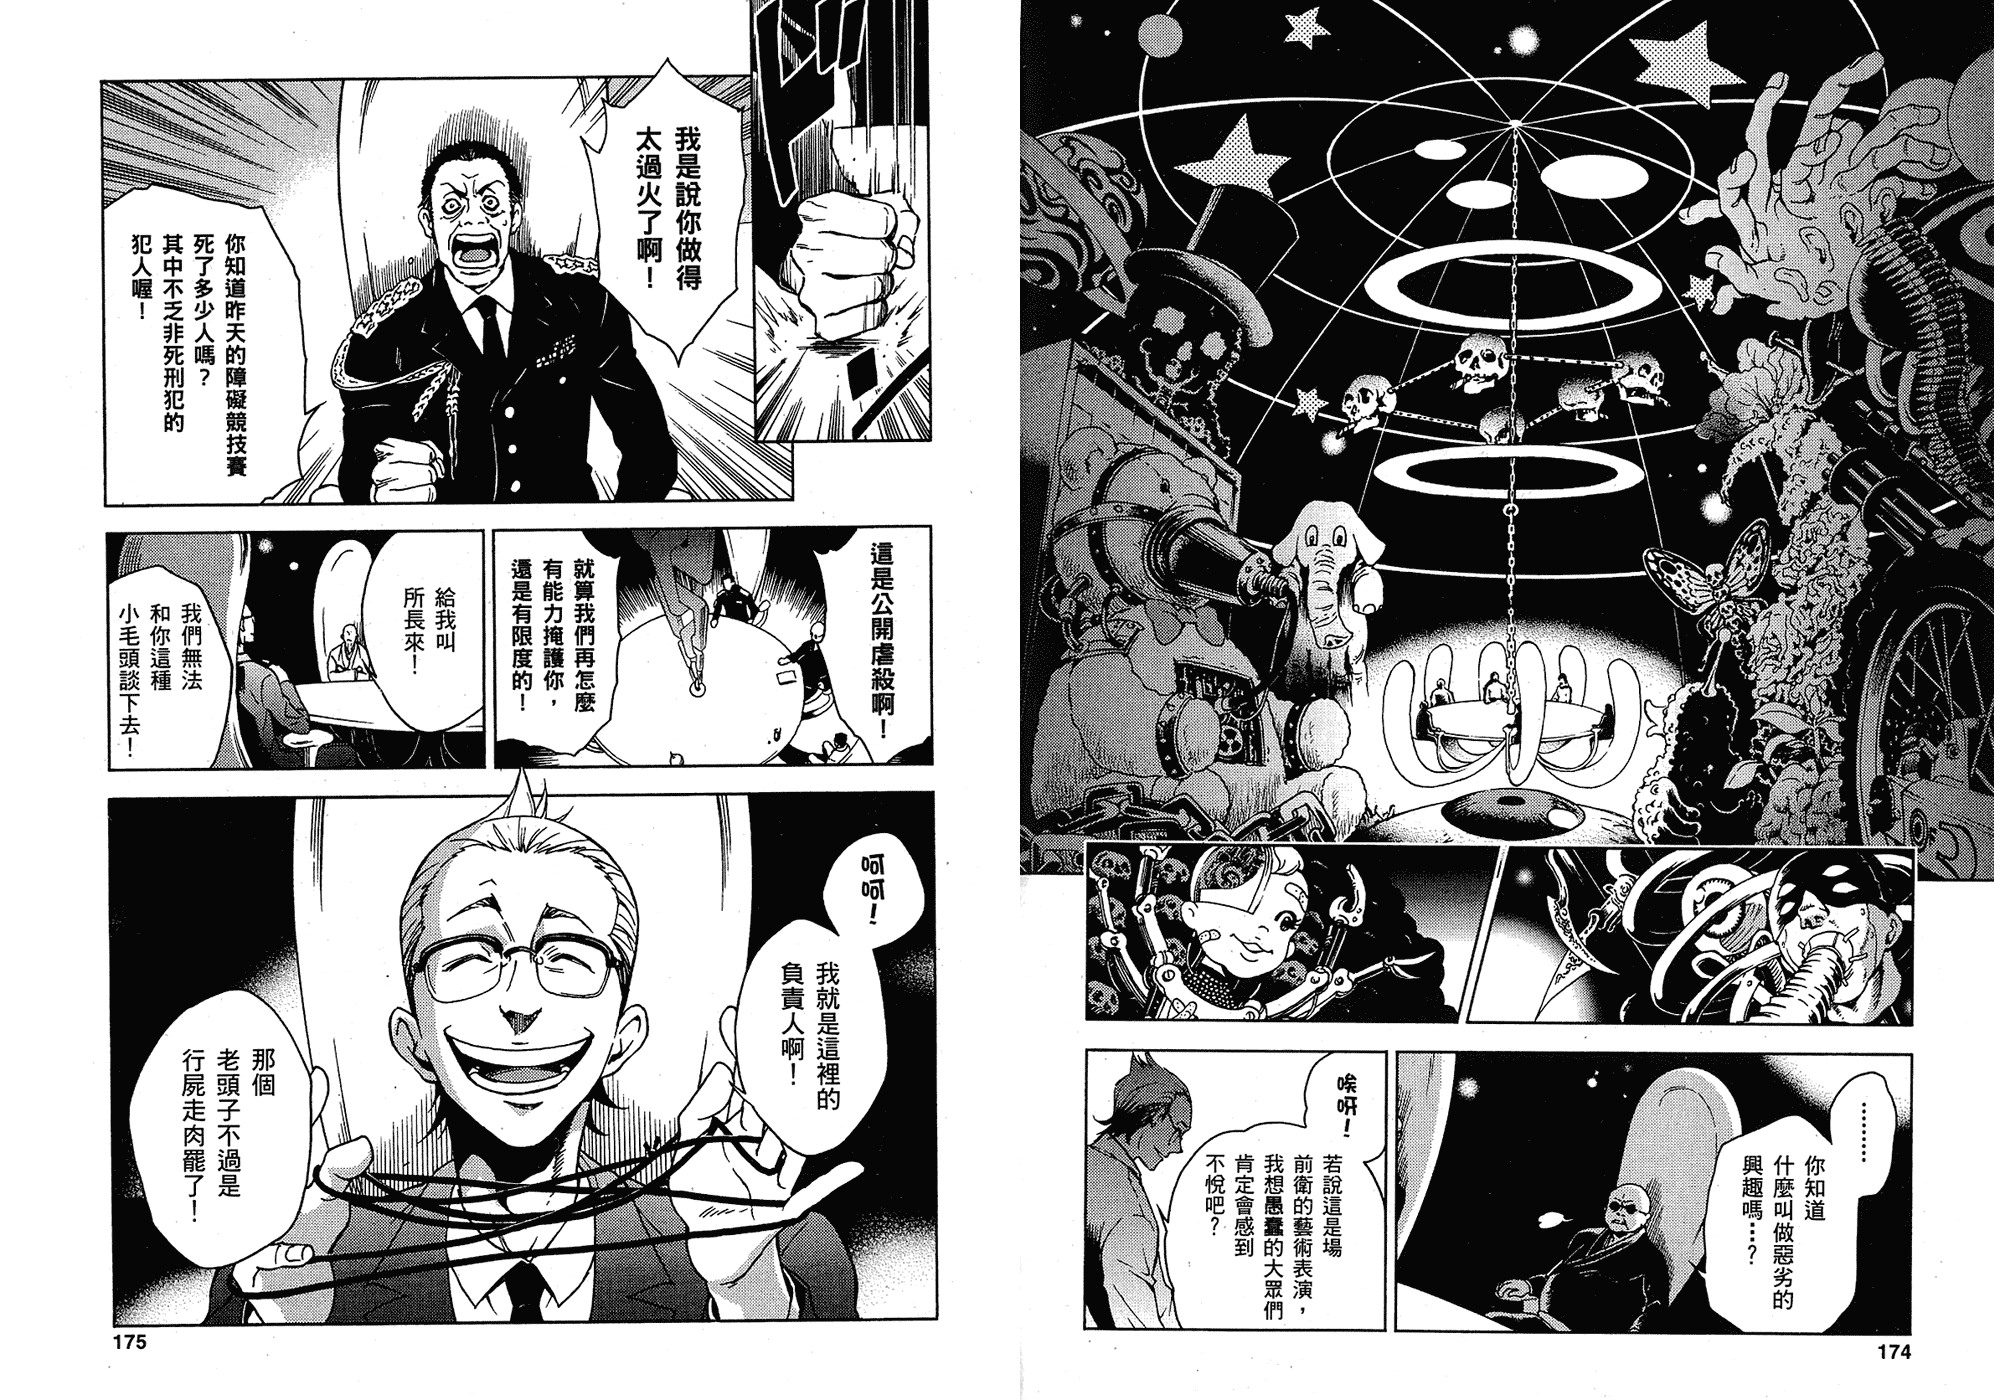 ………
你知道
什麼叫做惡劣的
興趣嗎…?
唉呀!
若說這是場
前衛的藝術表演，
我想愚蠢的大眾們
肯定會感到
不悅吧?
174
ド
我是說你做得
太過火了啊!
你知道昨天的障礙競技賽
死了多少人嗎?
其中不乏非死刑犯的
犯人喔!
這是公開虐殺啊!
就算我們再怎麼
有能力掩護你，
還是有限度的!
給我叫
所長來!
我們無法
和你這種
小毛頭談下去!
呵呵!
我就是這裡的
負責人啊!
那個
老頭子不過是
行屍走肉罷了!
175